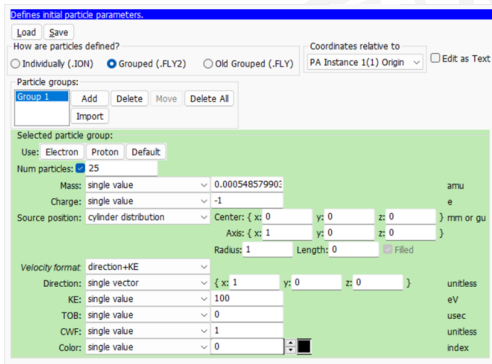 Defines initial particle parameters.
Load Save
How are particles defined? Coordinates relative to
Individually (.ION) Grouped (.FLY2) Old Grouped (.FLY) PA Instance 1(1) Origin Edit as Text
Particle groups:
Group 1 Add Delete Move Delete All
Import
Selected particle group:
Use: Electron Proton Default
Num particles: 25
Mass: single value 0.000548579903 amu
Charge: single value -1 e
Source position: cylinder distribution Center: { x: 0 y: 0 z: 0 } mm or gu
Axis: { x: 1 y: 0 z: 0 }
Radius: 1 Length: 0 Filled
Velocity format: direction+KE
Direction: single vector { x: 1 y: 0 z: 0 } unitless
KE: single value 100 eV
TOB: single value 0 usec
CWF: single value 1 unitless
Color: single value 0 index